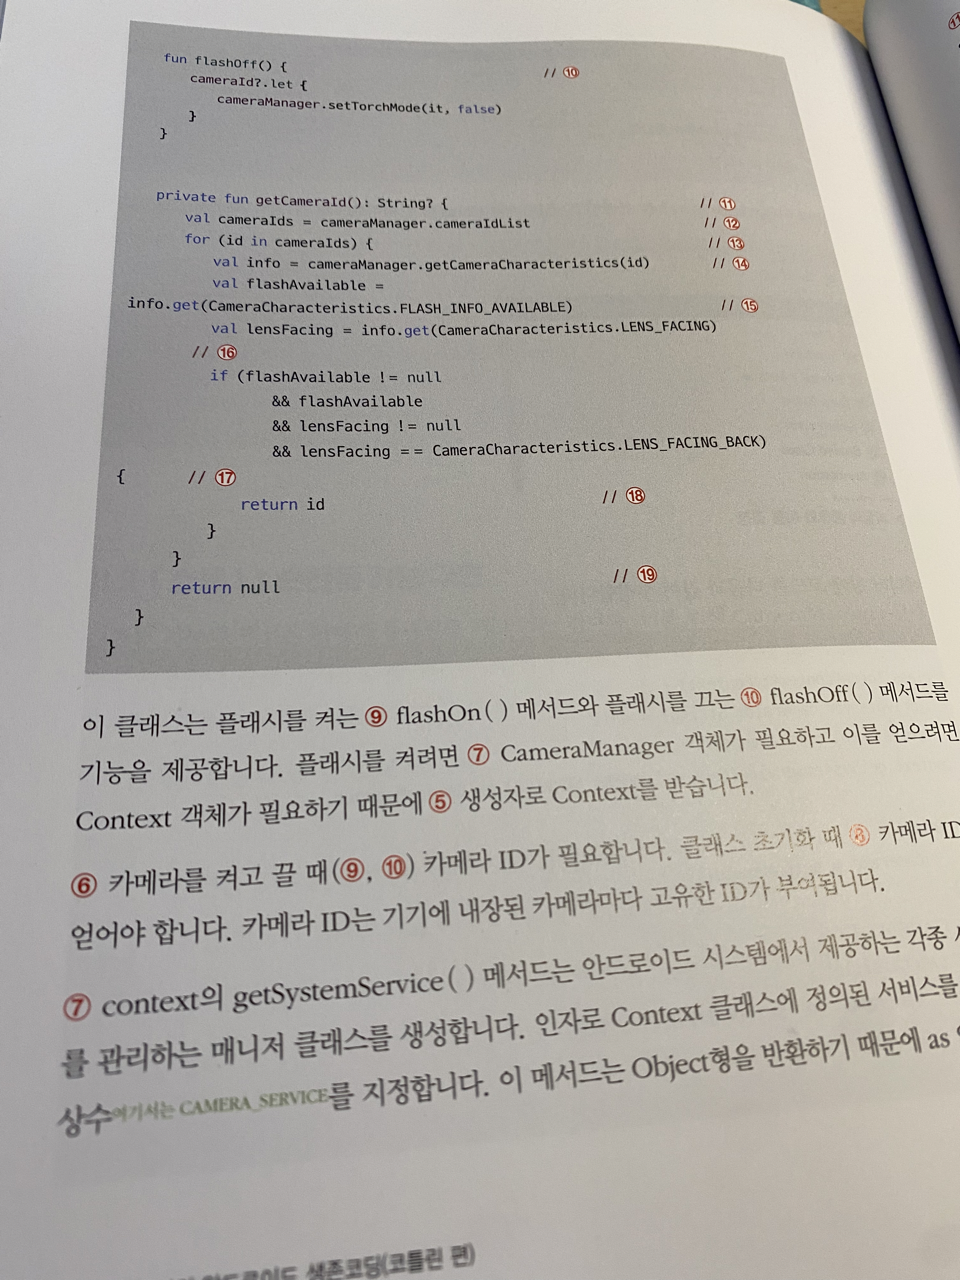 fun flashOff() { // ⑩
cameraId?.let {
cameraManager.setTorchMode(it, false)
}
}
private fun getCameraId(): String? { // ⑪
val cameraIds = cameraManager.cameraIdList // ⑫
for (id in cameraIds) { // ⑬
val info = cameraManager.getCameraCharacteristics(id) // ⑭
val flashAvailable =
info.get(CameraCharacteristics.FLASH_INFO_AVAILABLE) // ⑮
val lensFacing = info.get(CameraCharacteristics.LENS_FACING)
// ⑯
if (flashAvailable != null
&& flashAvailable
&& lensFacing != null
&& lensFacing == CameraCharacteristics.LENS_FACING_BACK)
{ // ⑰
return id // ⑱
}
}
return null // ⑲
}
}
이 클래스는 플래시를 켜는 ⑨ flashOn( ) 메서드와 플래시를 끄는 ⑩ flashOff( ) 메서드를
기능을 제공합니다. 플래시를 켜려면 ⑦ CameraManager 객체가 필요하고 이를 얻으려면
Context 객체가 필요하기 때문에 ⑤ 생성자로 Context를 받습니다.
⑥ 카메라를 켜고 끌 때(⑨, ⑩) 카메라 ID가 필요합니다. 클래스 초기화 때 ⑧ 카메라 ID
얻어야 합니다. 카메라 ID는 기기에 내장된 카메라마다 고유한 ID가 부여됩니다.
⑦ context의 getSystemService( ) 메서드는 안드로이드 시스템에서 제공하는 각종
를 관리하는 매니저 클래스를 생성합니다. 인자로 Context 클래스에 정의된 서비스를
상수여기서는 CAMERA_SERVICE를 지정합니다. 이 메서드는 Object형을 반환하기 때문에 as
안드로이드 생존코딩(코틀린 편)
⑪